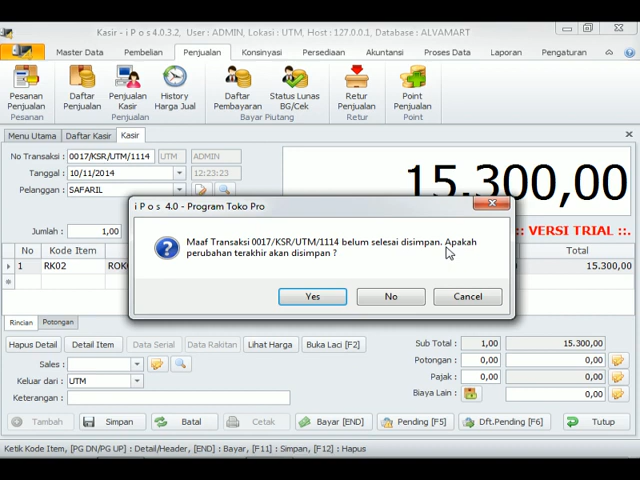 Kasir - i P o s 4.0.3.2, User : ADMIN, Lokasi : UTM, Host : 127.0.0.1, Database : ALVAMART
Master Data Pembelian Penjualan Konsinyasi Persediaan Akuntansi Proses Data Laporan Pengaturan
Pesanan Penjualan
Daftar Penjualan
Penjualan Kasir
History Harga Jual
Daftar Pembayaran
Status Lunas BG/Cek
Retur Penjualan
Point Penjualan
Pesanan Penjualan Bayar Piutang Retur Point
Menu Utama Daftar Kasir Kasir
No Transaksi : 0017/KSR/UTM/1114 UTM ADMIN
Tanggal : 10/11/2014 12:23:23
Pelanggan : SAFARIL
15.300,00
i P o s 4.0 - Program Toko Pro
Jumlah : 1,00
:: VERSI TRIAL ::.
Maaf Transaksi 0017/KSR/UTM/1114 belum selesai disimpan. Apakah
perubahan terakhir akan disimpan ?
Yes No Cancel
No Kode Item Total
1 RK02 ROKO 15.300,00
Rincian Potongan
Hapus Detail Detail Item Data Serial Data Rakitan Lihat Harga Buka Laci [F2]
Sub Total : 1,00 15.300,00
Sales : Potongan : 0,00 0,00
Keluar dari : UTM Pajak : 0,00 0,00
Keterangan : Biaya Lain : 0,00
Tambah Simpan Batal Cetak Bayar [END] Pending [F5] Dft.Pending [F6] Tutup
Ketik Kode Item, [PG DN/PG UP] : Detail/Header, [END] : Bayar, [F11] : Simpan, [F12] : Hapus